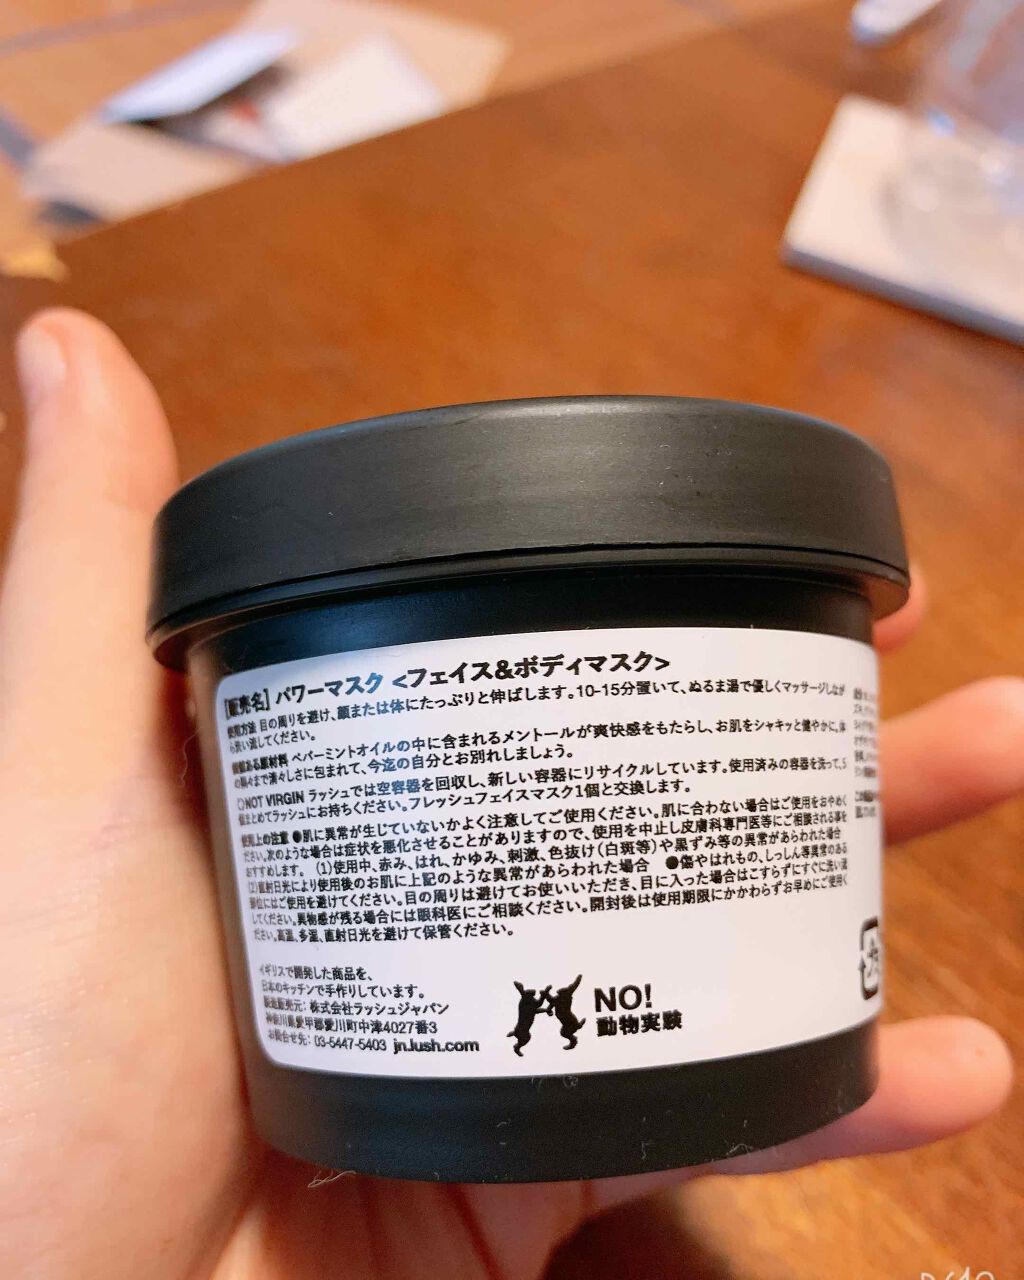 [販売名] パワーマスク <フェイス&ボディマスク>
使用方法 目の周りを避け、顔または体にたっぷりと伸ばします。10-15分置いて、ぬるま湯で優しくマッサージしなが
ら洗い流してください。
ある原材料 ペパーミントオイルの中に含まれるメントールが爽快感をもたらし、お肌をシャキッと健やかに。体
の隅々まで清々しさに包まれて、今迄の自分とお別れしましょう。
NOT VIRGIN ラッシュでは空容器を回収し、新しい容器にリサイクルしています。使用済みの容器を洗って、5
個まとめてラッシュにお持ちください。フレッシュフェイスマスク1個と交換します。
使用上の注意 ●肌に異常が生じていないかよく注意してご使用ください。肌に合わない場合はご使用をおやめく
ださい。次のような場合は症状を悪化させることがありますので、使用を中止し皮膚科専門医等にご相談される事を
おすすめします。 (1)使用中、赤み、はれ、かゆみ、刺激、色抜け(白斑等)や黒ずみ等の異常があらわれた場合
(2)直射日光により使用後のお肌に上記のような異常があらわれた場合 ●傷やはれもの、しっしん等異常のある
部位にはご使用を避けてください。目の周りは避けてお使いいただき、目に入った場合はこすらずにすぐに洗い流
してください。異物感が残る場合には眼科医にご相談ください。開封後は使用期限にかかわらずお早めにご使用く
ださい。高温、多湿、直射日光を避けて保管ください。
イギリスで開発した商品を、
日本のキッチンで手作りしています。
製造販売元: 株式会社ラッシュジャパン
神奈川県愛甲郡愛川町中津4027番3
お問合せ先: 03-5447-5403 jn.lush.com
NO!
動物実験